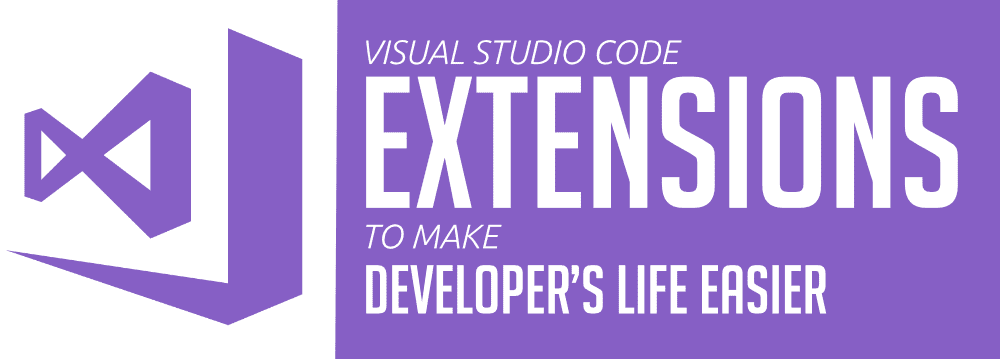 VISUAL STUDIO CODE
EXTENSIONS
TO MAKE
DEVELOPER'S LIFE EASIER